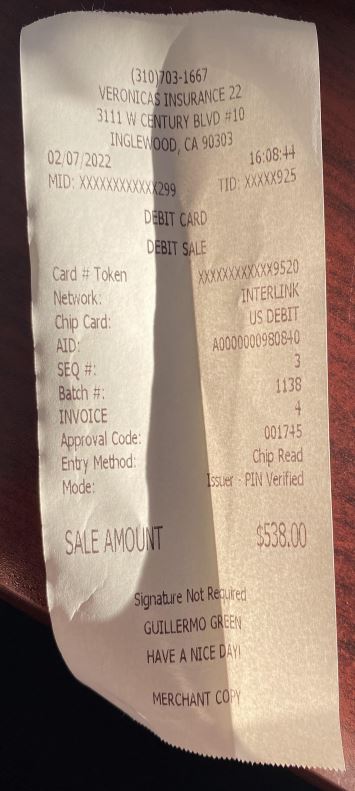 (310)703-1667
VERONICAS INSURANCE 22
3111 W CENTURY BLVD #10
INGLEWOOD, CA 90303
02/07/2022 16:08:44
MID: XXXXXXXXXXXX299 TID: XXXXX925
DEBIT CARD
DEBIT SALE
Card # Token XXXXXXXXXXXX9520
Network: INTERLINK
Chip Card: US DEBIT
AID: A0000000980840
SEQ #: 3
Batch #: 1138
INVOICE 4
Approval Code: 001745
Entry Method: Chip Read
Mode: Issuer - PIN Verified
SALE AMOUNT $538.00
Signature Not Required
GUILLERMO GREEN
HAVE A NICE DAY!
MERCHANT COPY